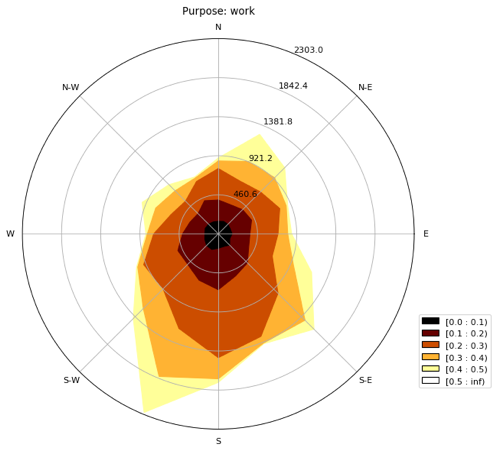 Purpose: work
N
2303.0
1842.4
N-W
N-E
1381.8
921.2
460.6
W
E
[0.0 : 0.1)
[0.1 : 0.2)
[0.2 : 0.3)
[0.3 : 0.4)
[0.4 : 0.5)
[0.5 : inf)
S-W
S-E
S